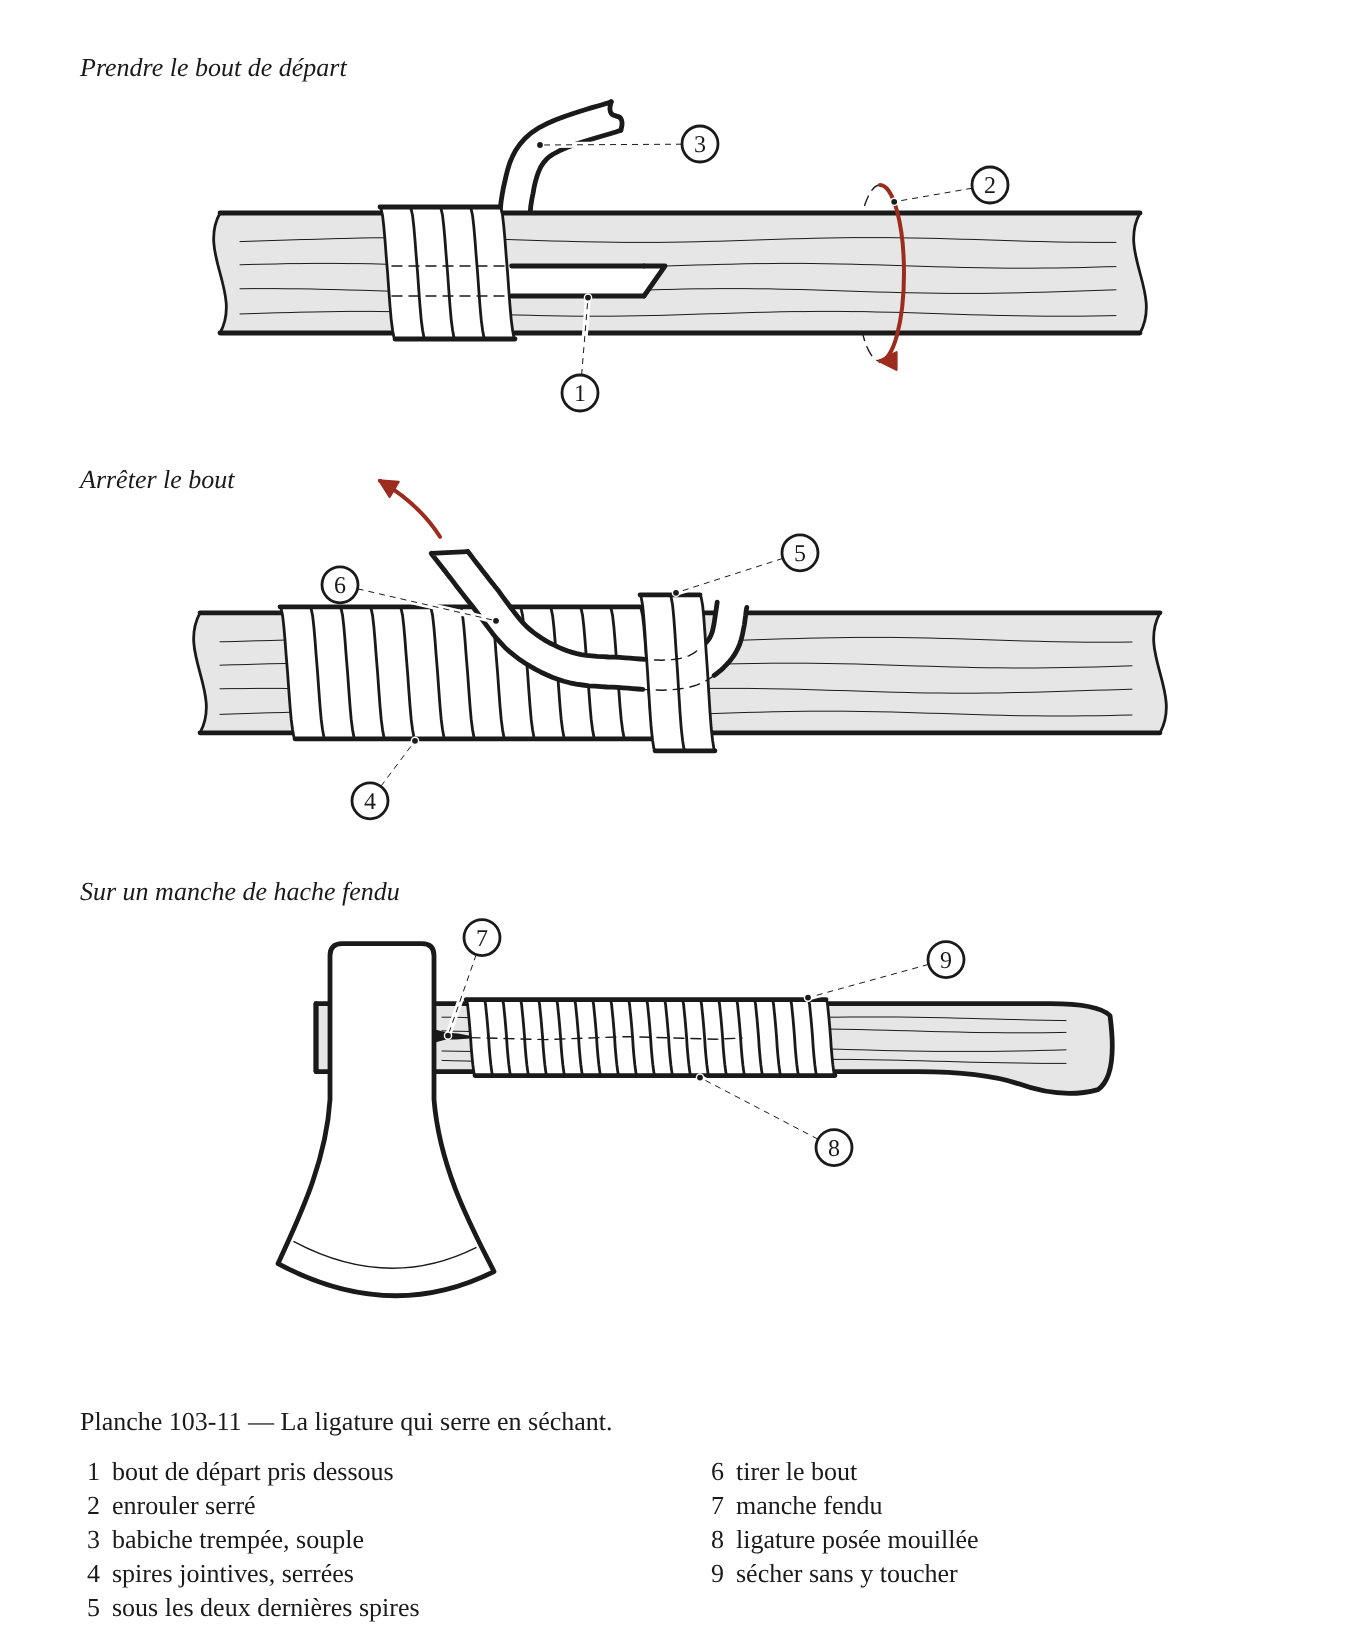 Prendre le bout de départ
3
2
1
Arrêter le bout
5
6
4
Sur un manche de hache fendu
7
9
8
Planche 103-11 — La ligature qui serre en séchant.
1 bout de départ pris dessous
2 enrouler serré
3 babiche trempée, souple
4 spires jointives, serrées
5 sous les deux dernières spires
6 tirer le bout
7 manche fendu
8 ligature posée mouillée
9 sécher sans y toucher